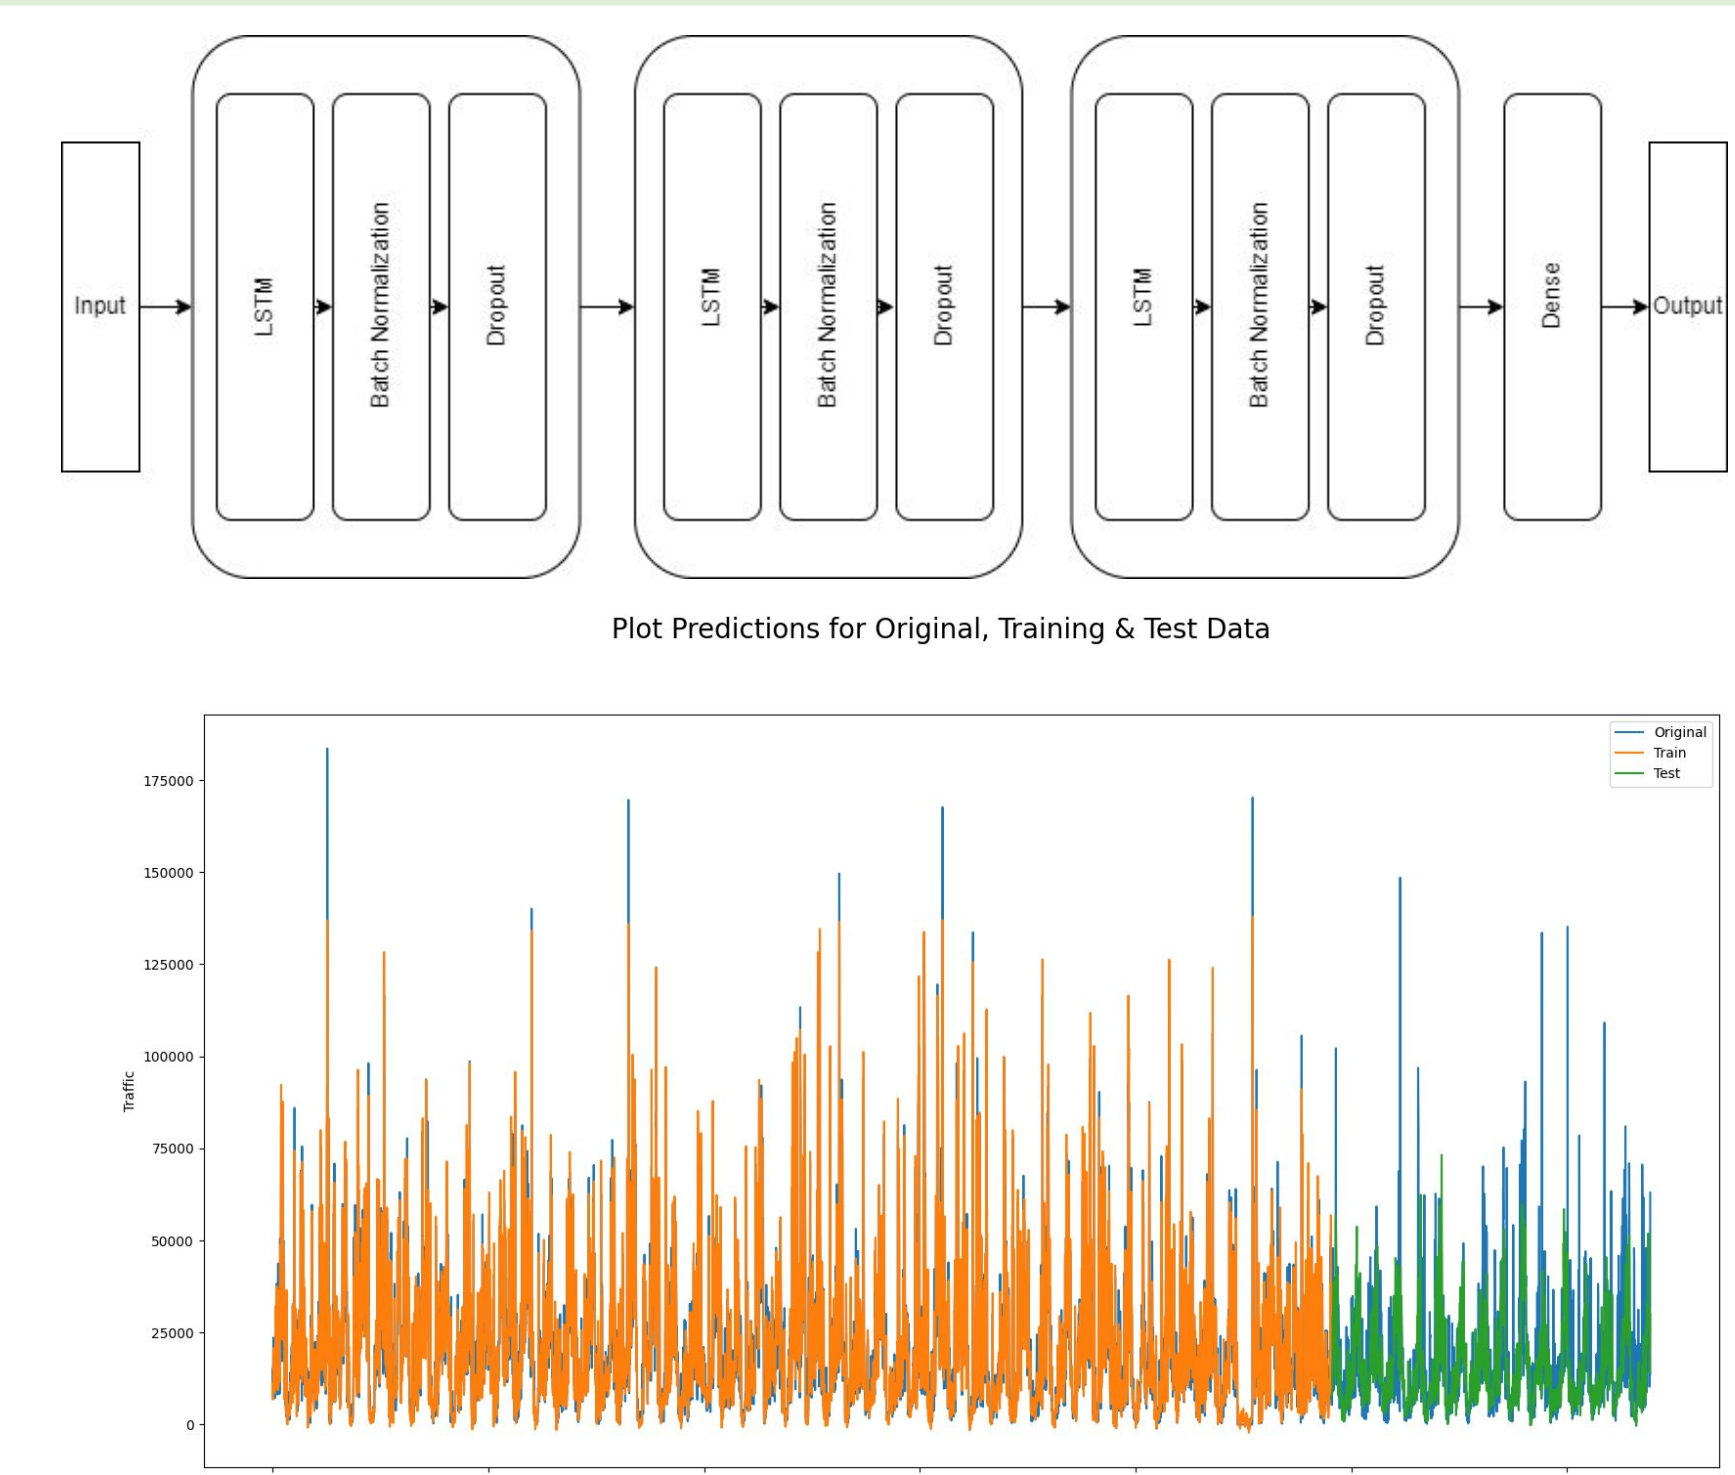 Input
LSTM
Batch Normalization
Dropout
LSTM
Batch Normalization
Dropout
LSTM
Batch Normalization
Dropout
Dense
Output
Plot Predictions for Original, Training & Test Data
Original
Train
Test
175000
150000
125000
100000
75000
50000
25000
0
Traffic